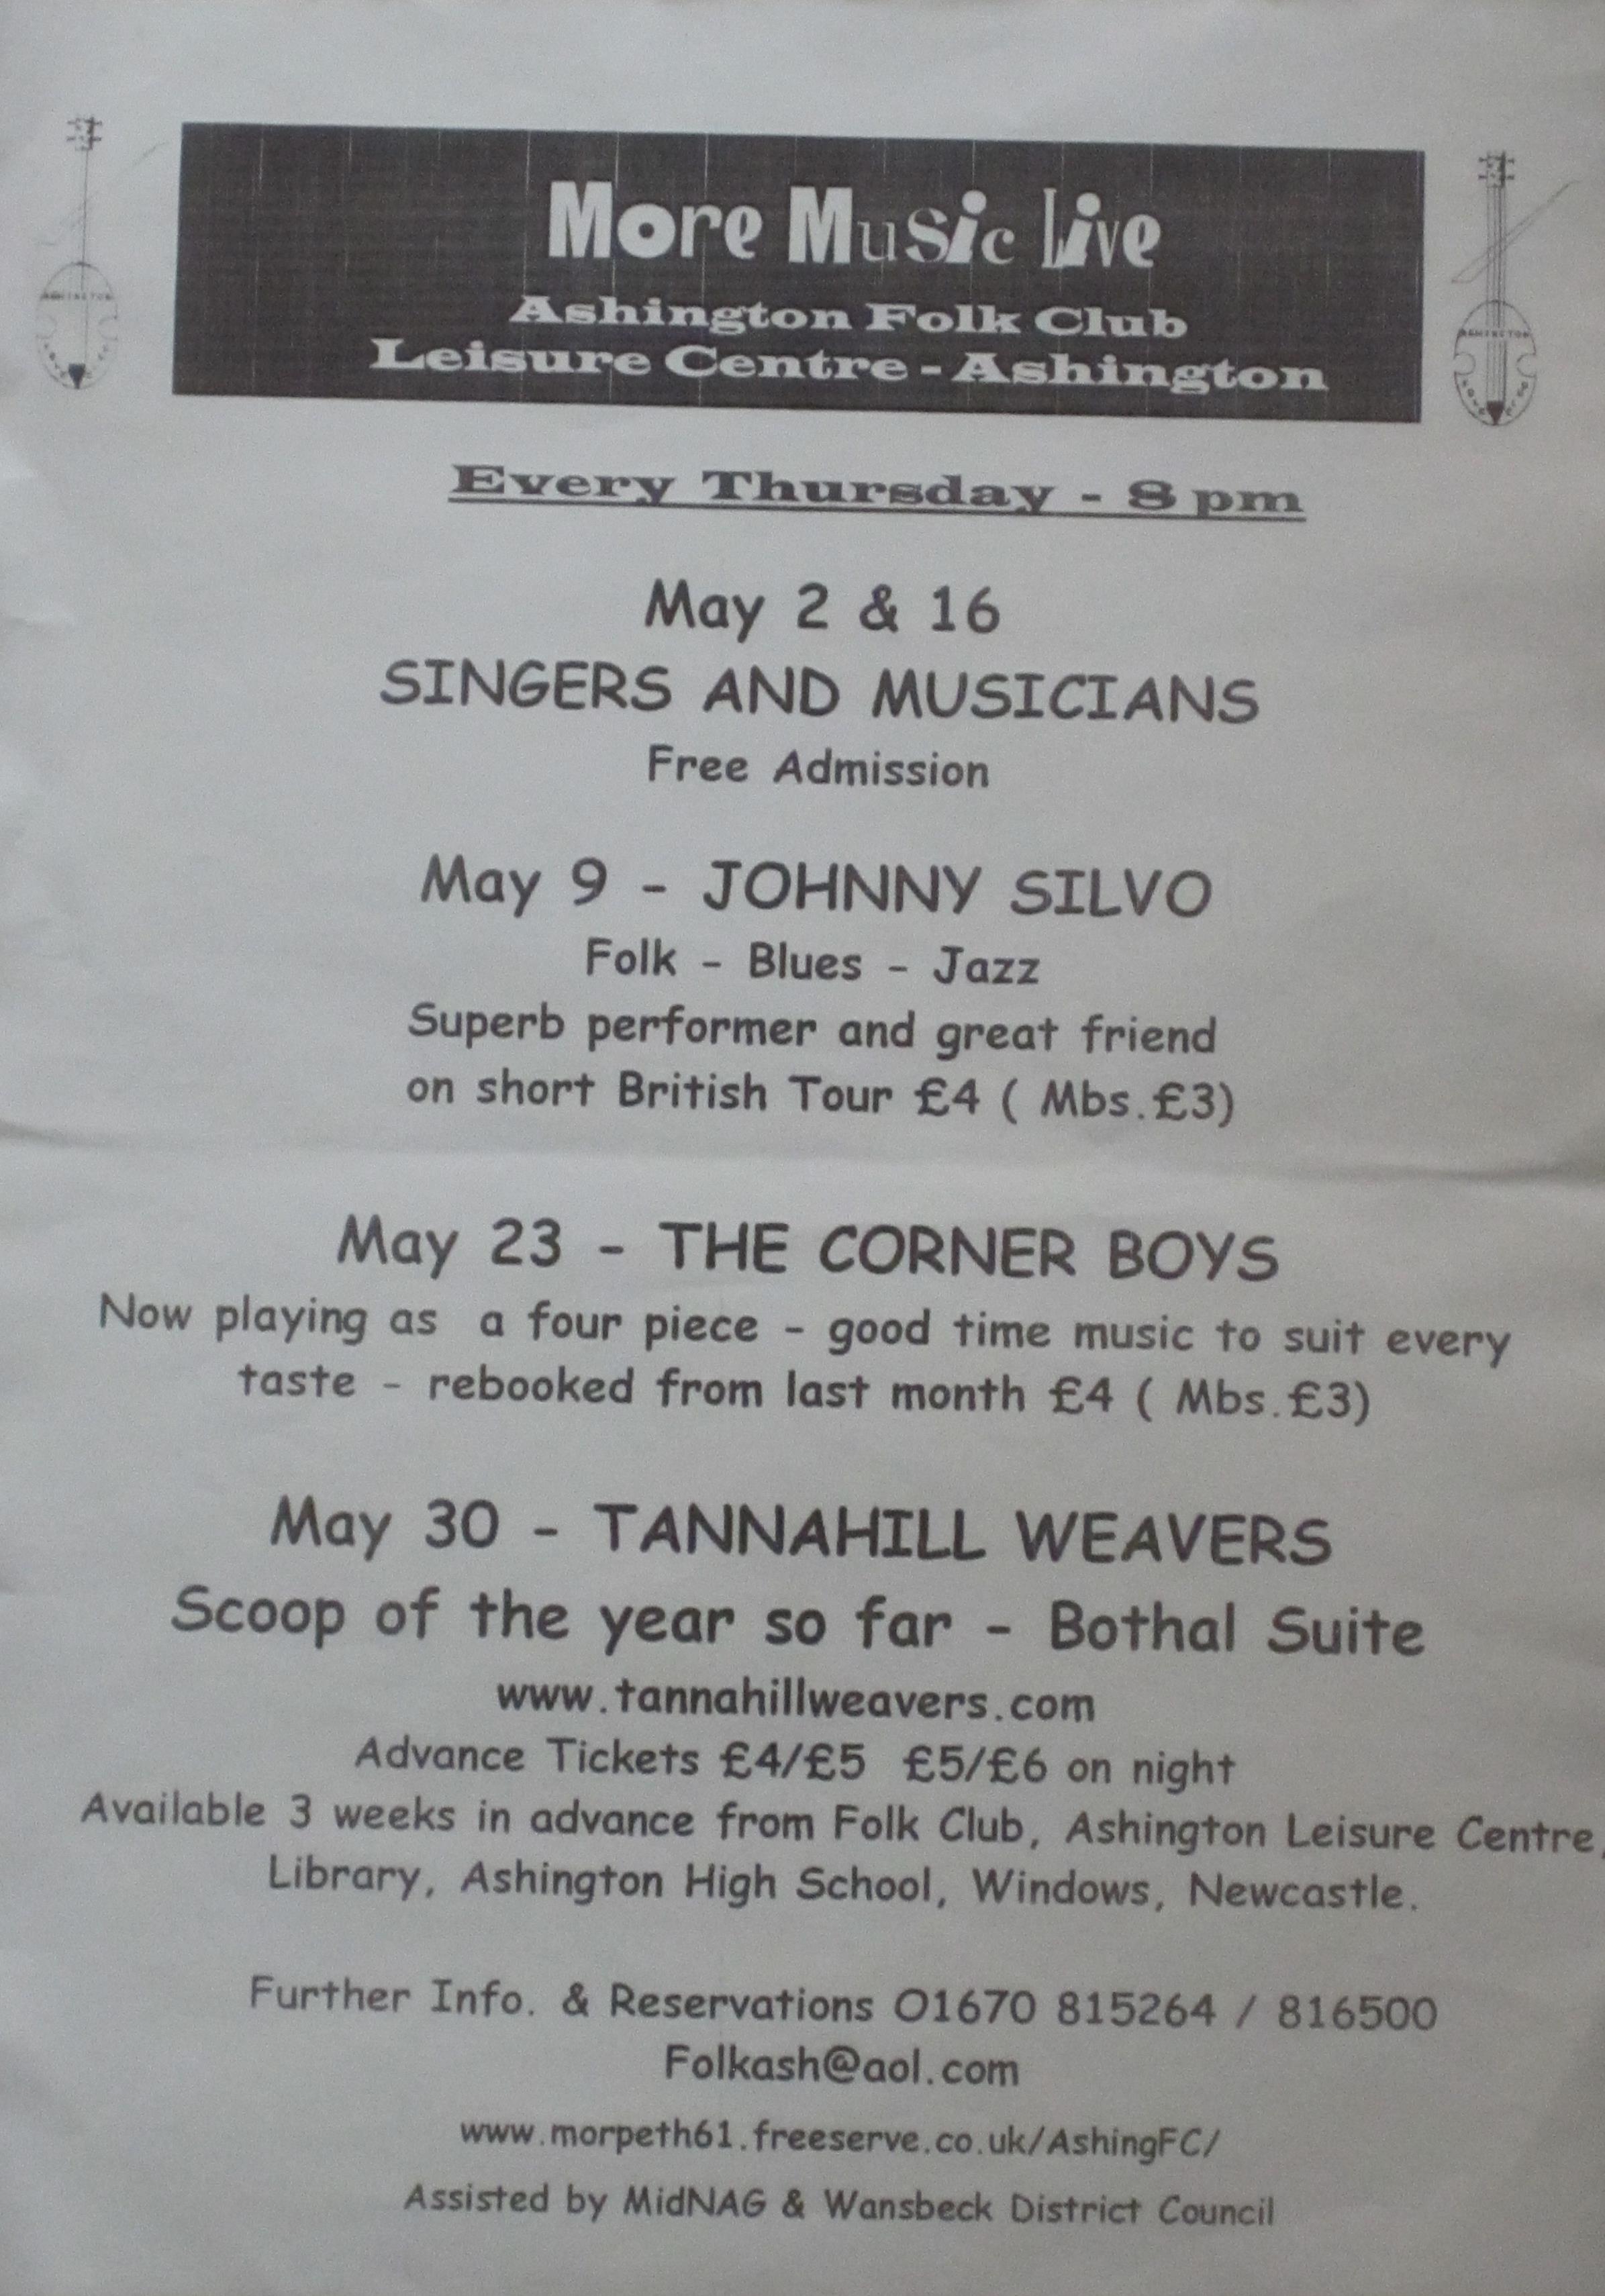 More Music Live
Ashington Folk Club
Leisure Centre - Ashington
ASHINGTON
ASHINGTON
Every Thursday - 8 pm
May 2 & 16
SINGERS AND MUSICIANS
Free Admission
May 9 - JOHNNY SILVO
Folk - Blues - Jazz
Superb performer and great friend
on short British Tour £4 ( Mbs.£3)
May 23 - THE CORNER BOYS
Now playing as a four piece - good time music to suit every
taste - rebooked from last month £4 ( Mbs.£3)
May 30 - TANNAHILL WEAVERS
Scoop of the year so far - Bothal Suite
www.tannahillweavers.com
Advance Tickets £4/£5 £5/£6 on night
Available 3 weeks in advance from Folk Club, Ashington Leisure Centre,
Library, Ashington High School, Windows, Newcastle.
Further Info. & Reservations O1670 815264 / 816500
Folkash@aol.com
www.morpeth61.freeserve.co.uk/AshingFC/
Assisted by MidNAG & Wansbeck District Council